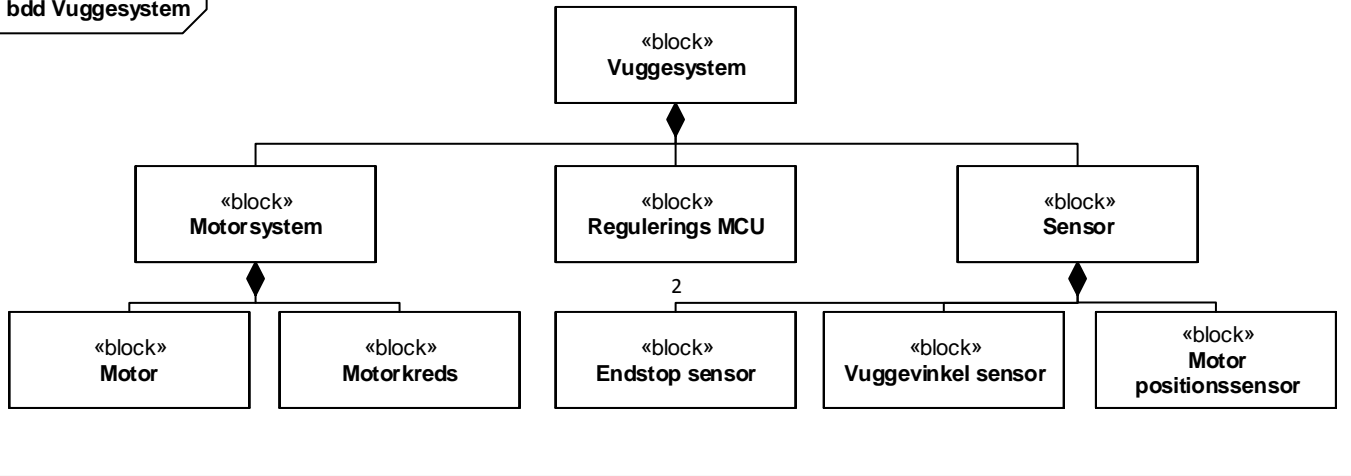 bdd Vuggesystem
«block»
Vuggesystem
«block»
Motorsystem
«block»
Regulerings MCU
«block»
Sensor
2
«block»
Motor
«block»
Motorkreds
«block»
Endstop sensor
«block»
Vuggevinkel sensor
«block»
Motor
positionssensor